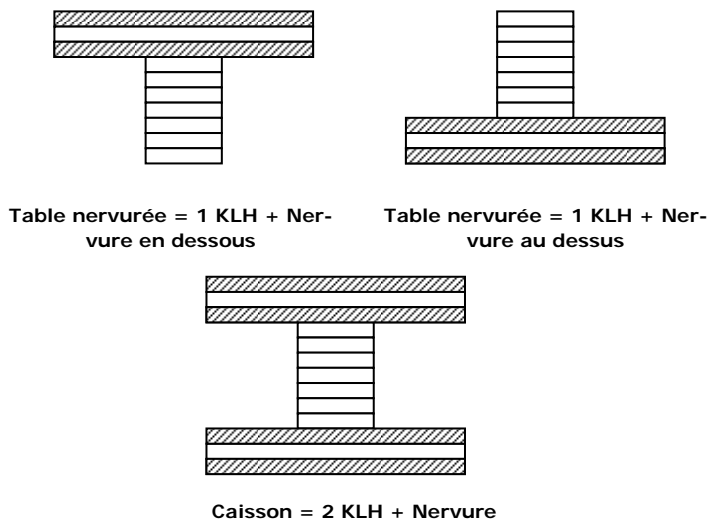 Table nervurée = 1 KLH + Ner-
vure en dessous
Table nervurée = 1 KLH + Ner-
vure au dessus
Caisson = 2 KLH + Nervure